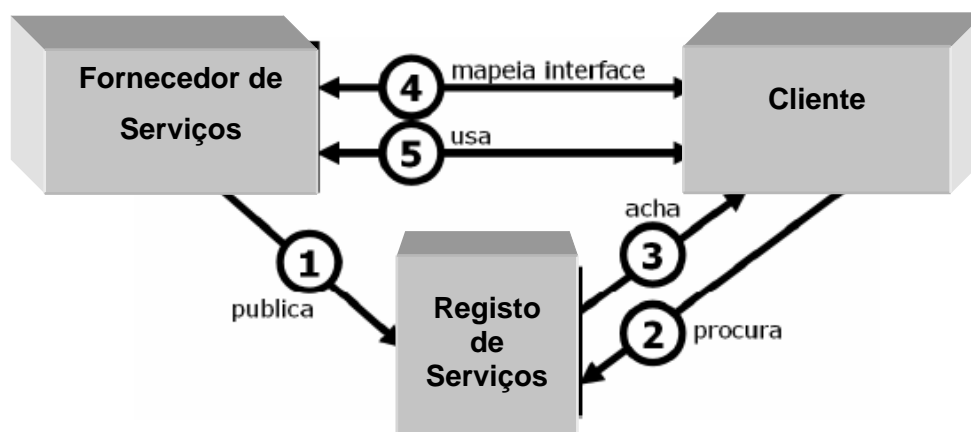 Fornecedor de
Serviços
4
mapeia interface
Cliente
5
usa
acha
3
1
publica
Registo
de
Serviços
2
procura